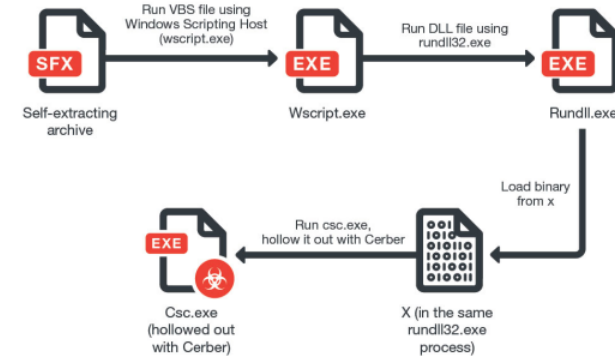 Run VBS file using
Windows Scripting Host
(wscript.exe)
Run DLL file using
rundll32.exe
SFX
EXE
EXE
Self-extracting
archive
Wscript.exe
Rundll.exe
Load binary
from x
Run csc.exe,
hollow it out with Cerber
EXE
Csc.exe
(hollowed out
with Cerber)
X (in the same
rundll32.exe
process)